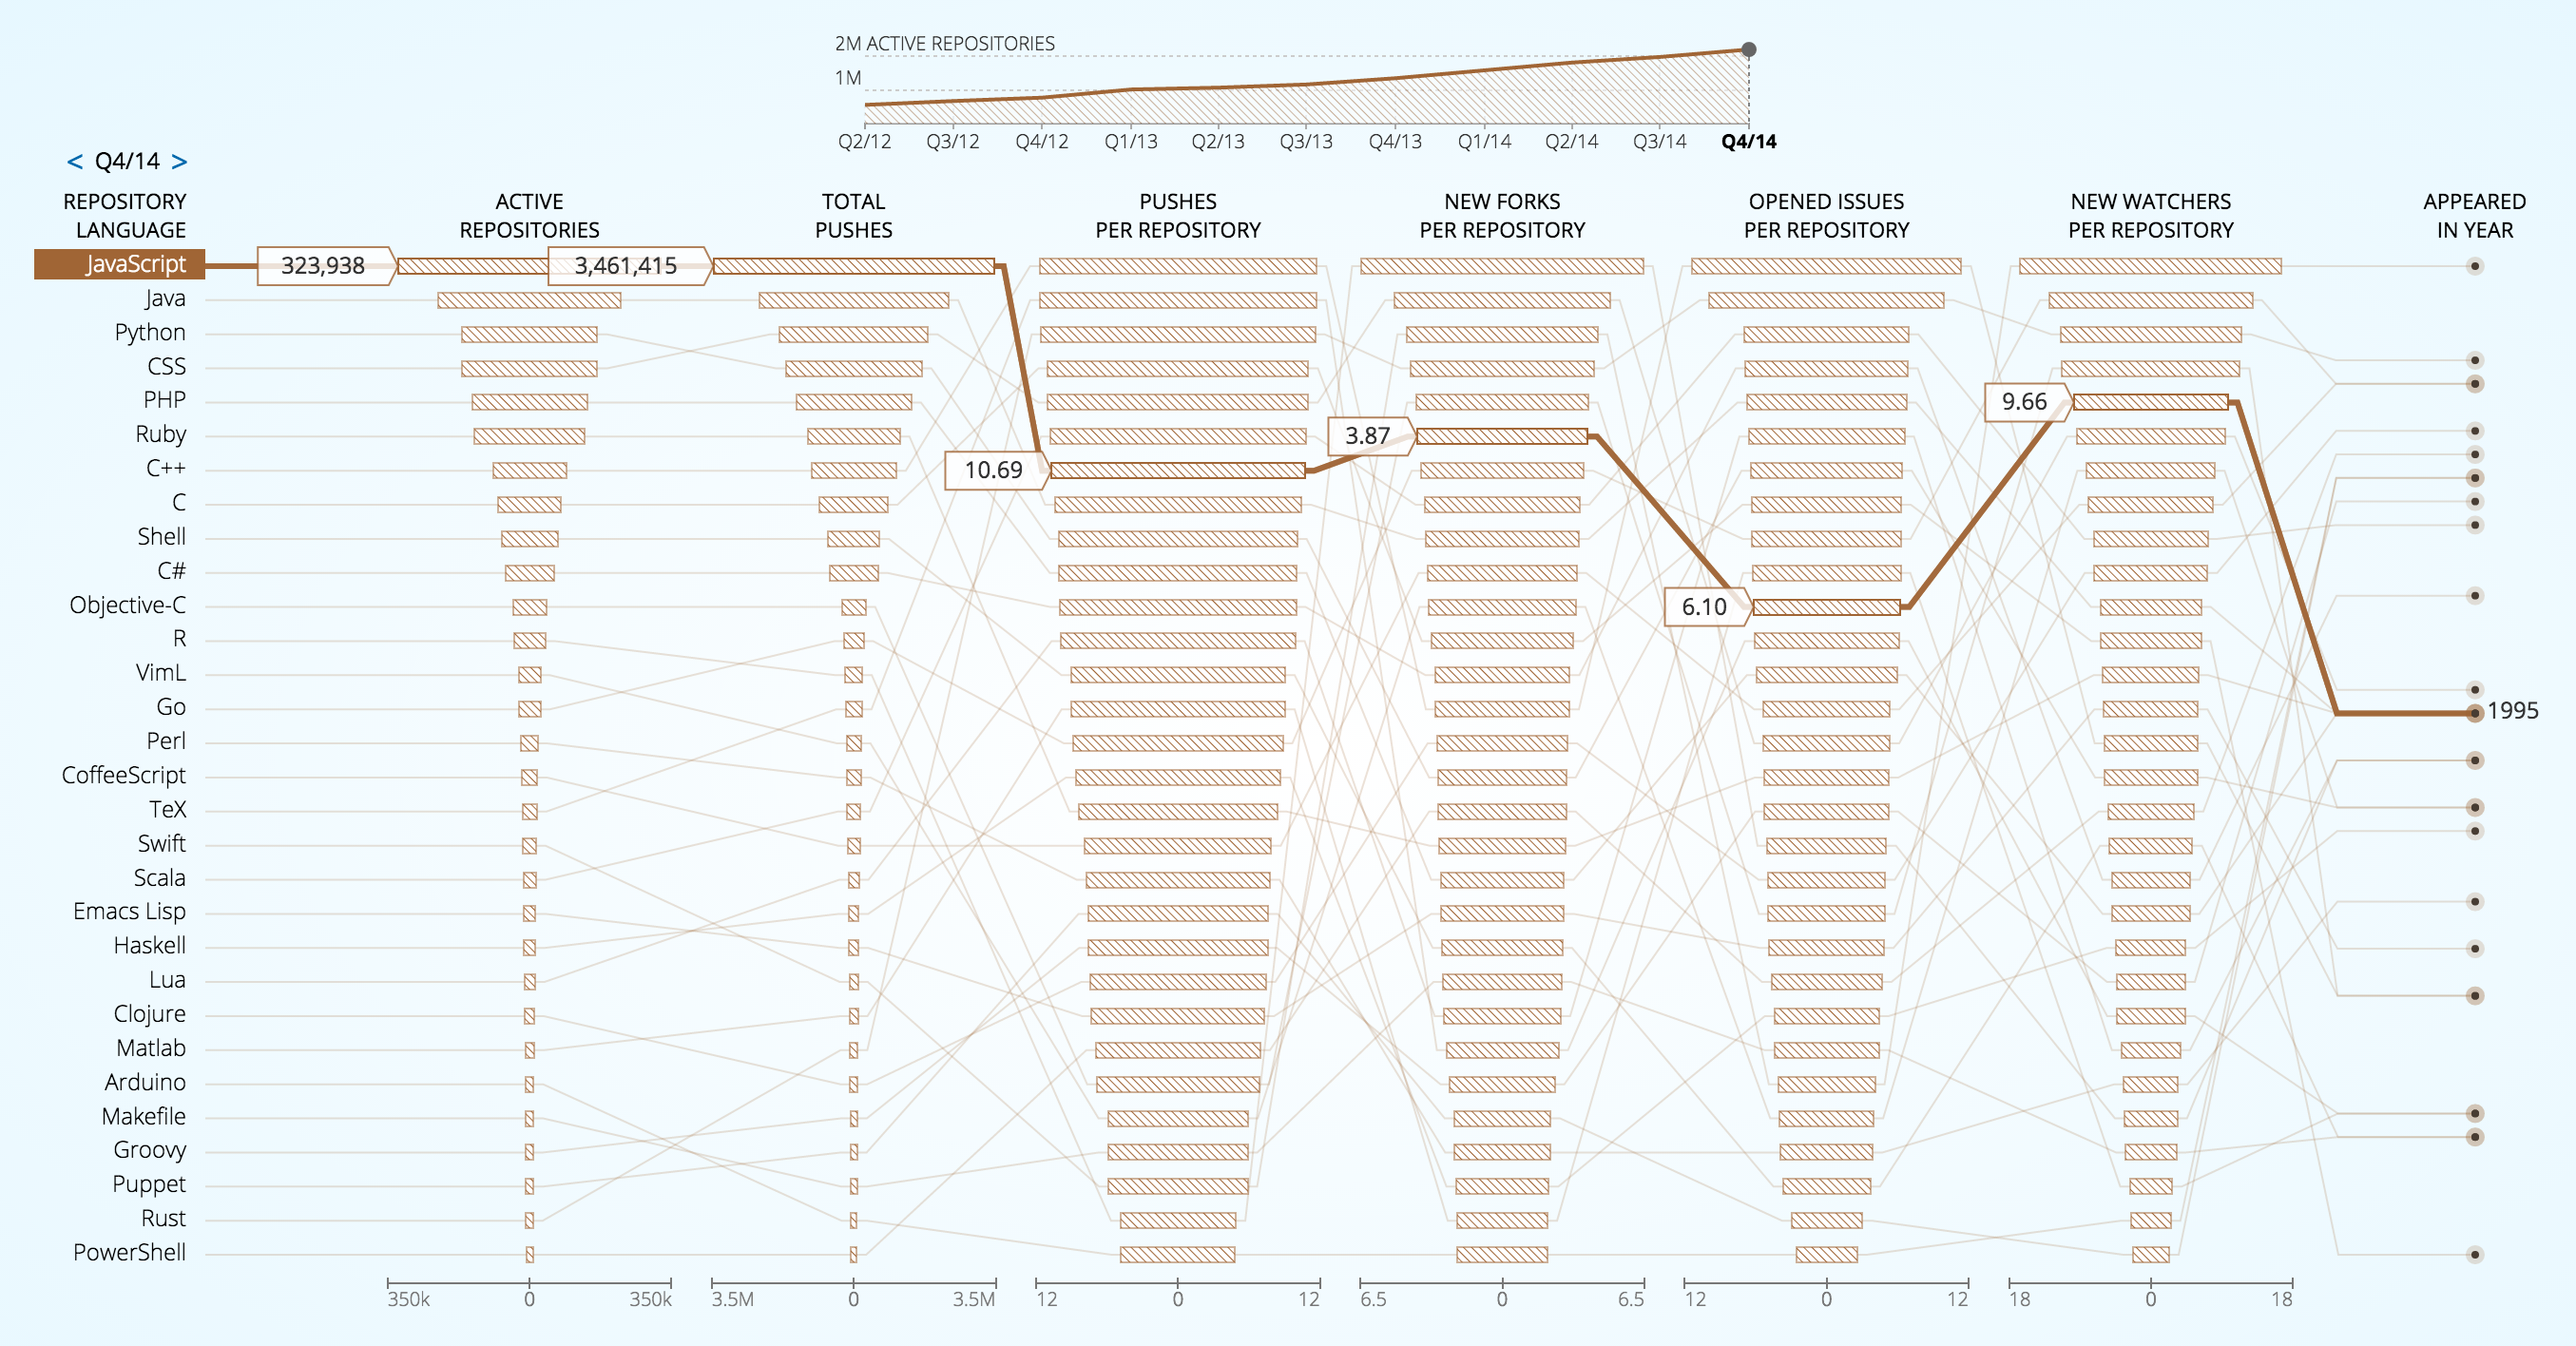 2M ACTIVE REPOSITORIES
1M
Q2/12 Q3/12 Q4/12 Q1/13 Q2/13 Q3/13 Q4/13 Q1/14 Q2/14 Q3/14 Q4/14
< Q4/14 >
REPOSITORY LANGUAGE
ACTIVE REPOSITORIES
TOTAL PUSHES
PUSHES PER REPOSITORY
NEW FORKS PER REPOSITORY
OPENED ISSUES PER REPOSITORY
NEW WATCHERS PER REPOSITORY
APPEARED IN YEAR
JavaScript 323,938 3,461,415
Java
Python
CSS
PHP 9.66
Ruby 3.87
C++ 10.69
C
Shell
C#
Objective-C 6.10
R
VimL
Go 1995
Perl
CoffeeScript
TeX
Swift
Scala
Emacs Lisp
Haskell
Lua
Clojure
Matlab
Arduino
Makefile
Groovy
Puppet
Rust
PowerShell
350k 0 350k 3.5M 0 3.5M 12 0 12 6.5 0 6.5 12 0 12 18 0 18